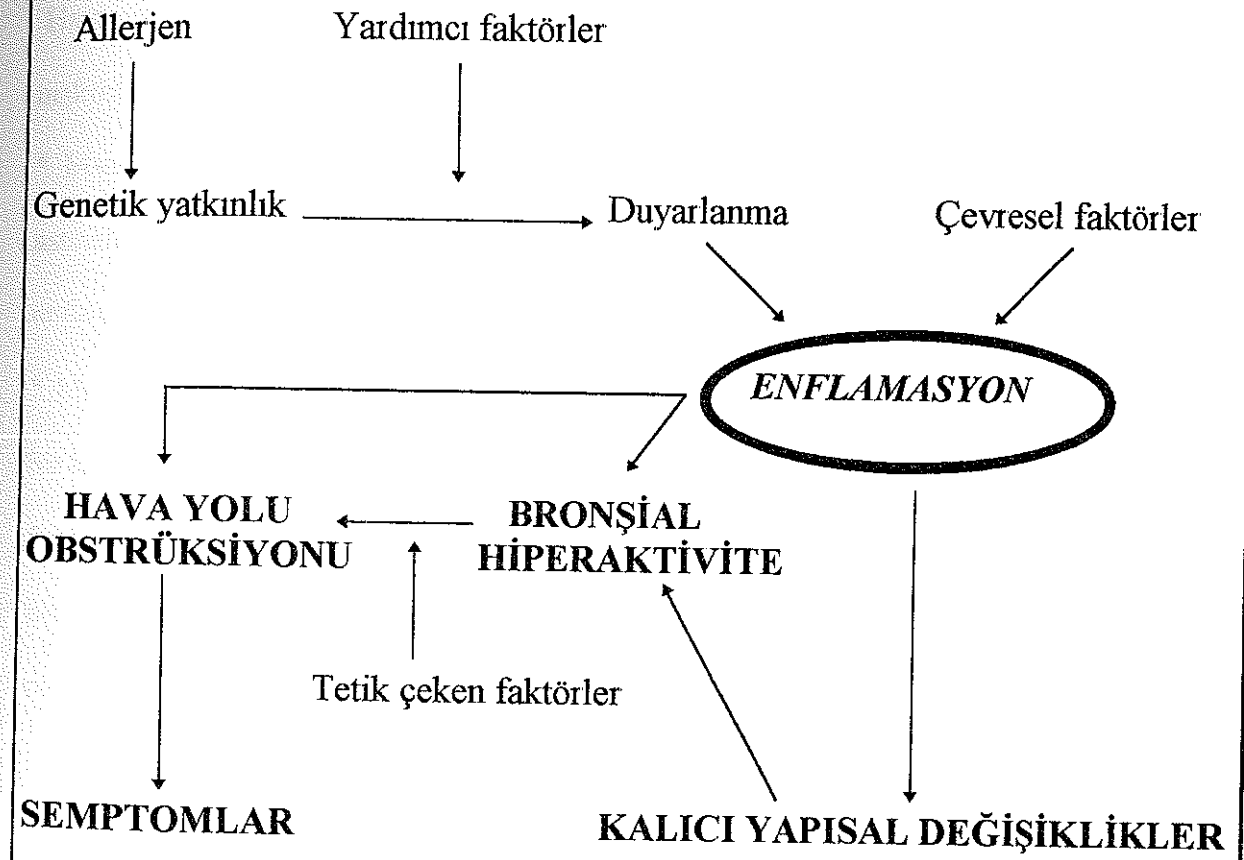 Allerjen Yardımcı faktörler
Genetik yatkınlık Duyarlanma Çevresel faktörler
ENFLAMASYON
HAVA YOLU
OBSTRÜKSİYONU
BRONŞİAL
HİPERAKTİVİTE
Tetik çeken faktörler
SEMPTOMLAR
KALICI YAPISAL DEĞİŞİKLİKLER